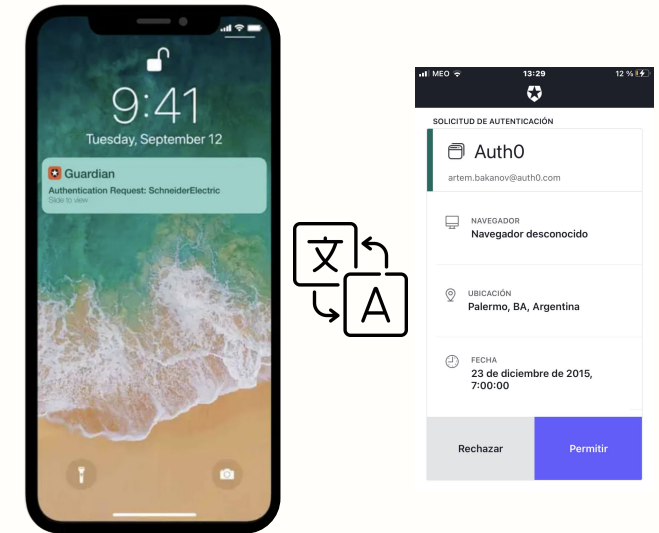 9:41
Tuesday, September 12
Guardian
Authentication Request: SchneiderElectric
Side to view
文
A
MEO
13:29
12 %
SOLICITUD DE AUTENTICACIÓN
Auth0
artem.bakanov@auth0.com
NAVEGADOR
Navegador desconocido
UBICACIÓN
Palermo, BA, Argentina
FECHA
23 de diciembre de 2015,
7:00:00
Rechazar
Permitir